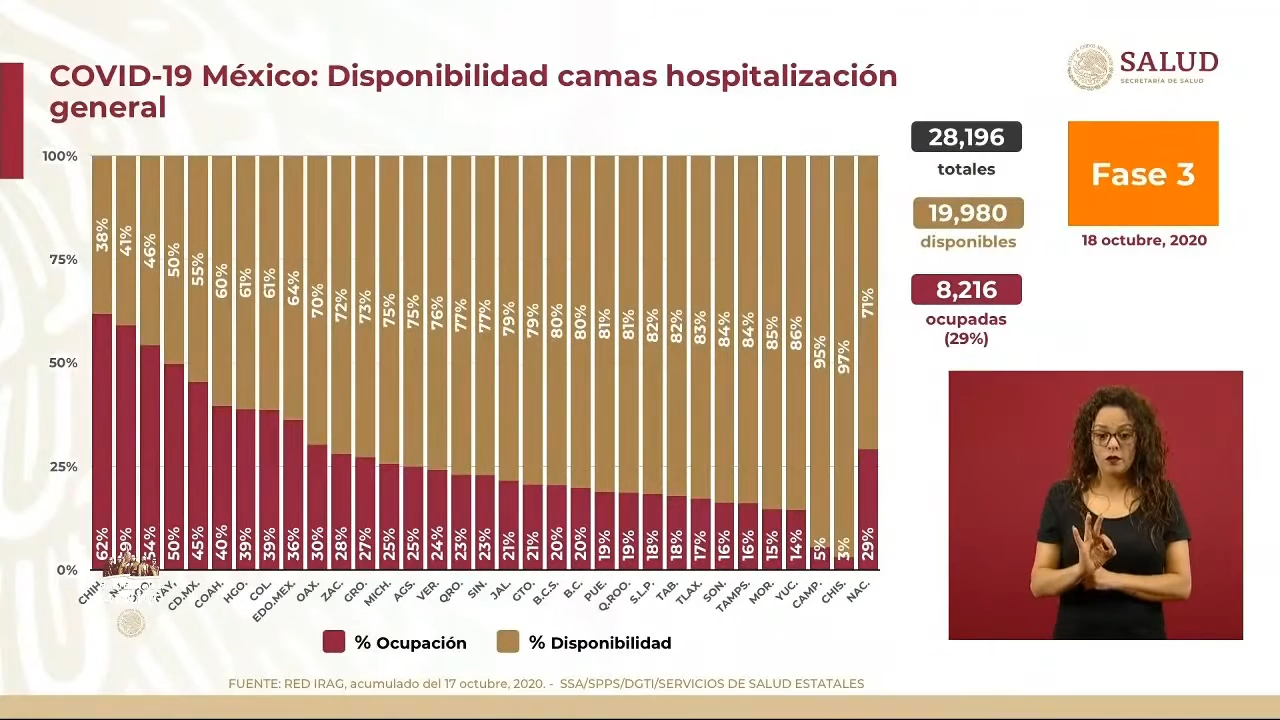 COVID-19 México: Disponibilidad camas hospitalización
general
SALUD
SECRETARÍA DE SALUD
28,196
totales
19,980
disponibles
8,216
ocupadas
(29%)
Fase 3
18 octubre, 2020
100%
75%
50%
25%
0%
38% 41% 46% 50% 55% 60% 61% 61% 64% 70% 72% 73% 75% 75% 76% 77% 77% 79% 79% 80% 80% 81% 81% 82% 82% 83% 84% 84% 85% 86% 95% 97% 71%
62% 50% 45% 40% 39% 39% 36% 30% 28% 27% 25% 25% 24% 23% 23% 21% 21% 20% 20% 19% 19% 18% 18% 17% 16% 16% 15% 14% 5% 3% 29%
CHIH. NAY. CD.MX. COAH. HGO. COL. EDO.MEX. OAX. ZAC. GRO. MICH. AGS. VER. QRO. SIN. JAL. GTO. B.C.S. B.C. PUE. Q.ROO. S.L.P. TAB. TLAX. SON. TAMPS. MOR. YUC. CAMP. CHIS. NAC.
% Ocupación % Disponibilidad
FUENTE: RED IRAG, acumulado del 17 octubre, 2020. - SSA/SPPS/DGTI/SERVICIOS DE SALUD ESTATALES